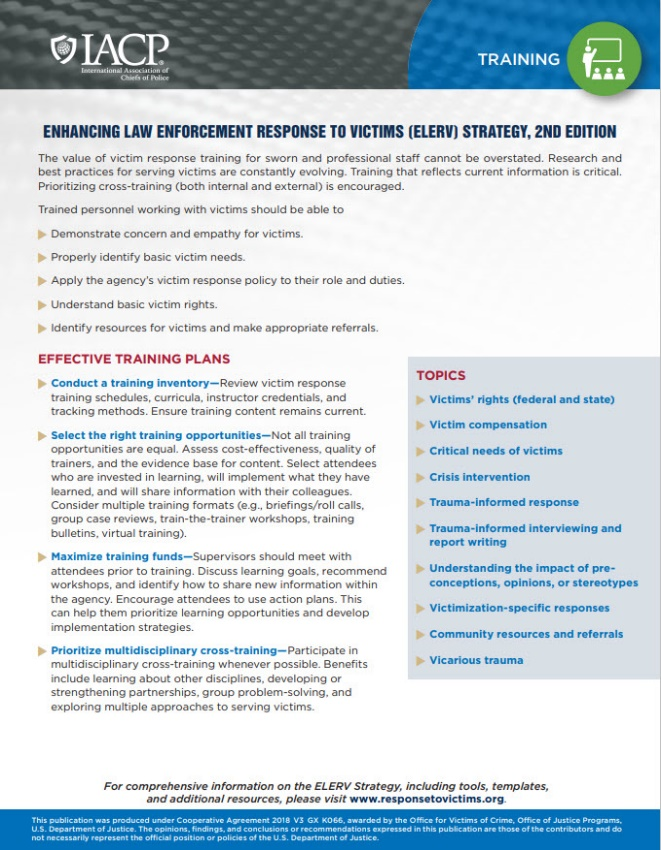 IACP®
International Association of
Chiefs of Police
TRAINING
ENHANCING LAW ENFORCEMENT RESPONSE TO VICTIMS (ELERV) STRATEGY, 2ND EDITION
The value of victim response training for sworn and professional staff cannot be overstated. Research and
best practices for serving victims are constantly evolving. Training that reflects current information is critical.
Prioritizing cross-training (both internal and external) is encouraged.
Trained personnel working with victims should be able to
Demonstrate concern and empathy for victims.
Properly identify basic victim needs.
Apply the agency's victim response policy to their role and duties.
Understand basic victim rights.
Identify resources for victims and make appropriate referrals.
EFFECTIVE TRAINING PLANS
Conduct a training inventory—Review victim response
training schedules, curricula, instructor credentials, and
tracking methods. Ensure training content remains current.
Select the right training opportunities—Not all training
opportunities are equal. Assess cost-effectiveness, quality of
trainers, and the evidence base for content. Select attendees
who are invested in learning, will implement what they have
learned, and will share information with their colleagues.
Consider multiple training formats (e.g., briefings/roll calls,
group case reviews, train-the-trainer workshops, training
bulletins, virtual training).
Maximize training funds—Supervisors should meet with
attendees prior to training. Discuss learning goals, recommend
workshops, and identify how to share new information within
the agency. Encourage attendees to use action plans. This
can help them prioritize learning opportunities and develop
implementation strategies.
Prioritize multidisciplinary cross-training—Participate in
multidisciplinary cross-training whenever possible. Benefits
include learning about other disciplines, developing or
strengthening partnerships, group problem-solving, and
exploring multiple approaches to serving victims.
TOPICS
Victims' rights (federal and state)
Victim compensation
Critical needs of victims
Crisis intervention
Trauma-informed response
Trauma-informed interviewing and
report writing
Understanding the impact of pre-
conceptions, opinions, or stereotypes
Victimization-specific responses
Community resources and referrals
Vicarious trauma
For comprehensive information on the ELERV Strategy, including tools, templates,
and additional resources, please visit www.responsetovictims.org.
This publication was produced under Cooperative Agreement 2018 V3 GX K066, awarded by the Office for Victims of Crime, Office of Justice Programs,
U.S. Department of Justice. The opinions, findings, and conclusions or recommendations expressed in this publication are those of the contributors and do
not necessarily represent the official position or policies of the U.S. Department of Justice.